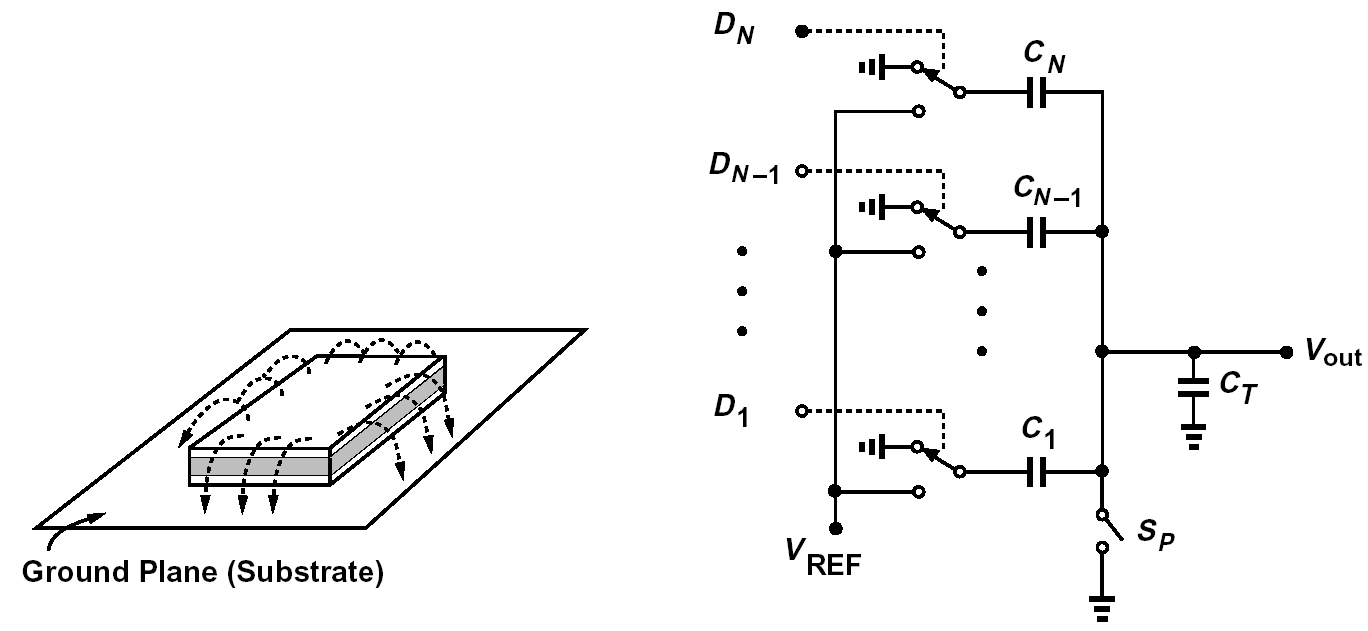 D_N
C_N
D_{N–1}
C_{N–1}
V_out
C_T
D_1
C_1
S_P
V_REF
Ground Plane (Substrate)